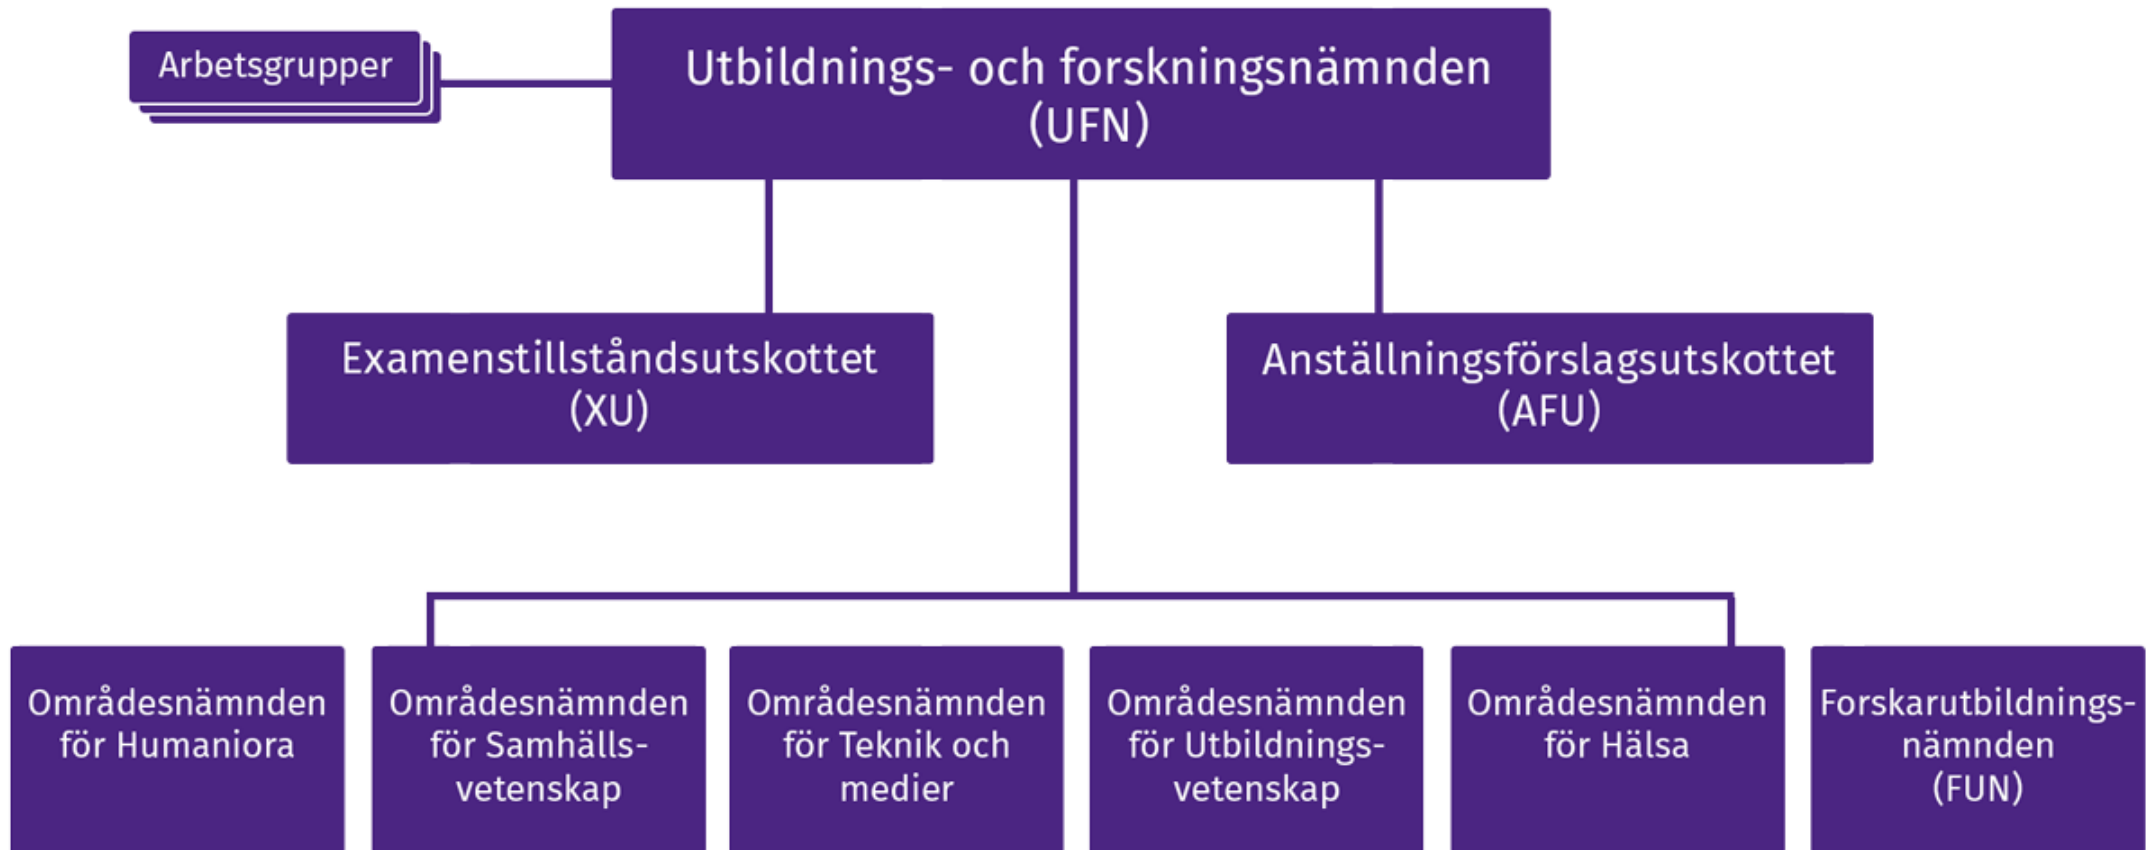 Arbetsgrupper
Utbildnings- och forskningsnämnden
(UFN)
Examenstillståndsutskottet
(XU)
Anställningsförslagsutskottet
(AFU)
Områdesnämnden
för Humaniora
Områdesnämnden
för Samhälls-
vetenskap
Områdesnämnden
för Teknik och
medier
Områdesnämnden
för Utbildnings-
vetenskap
Områdesnämnden
för Hälsa
Forskarutbildnings-
nämnden
(FUN)